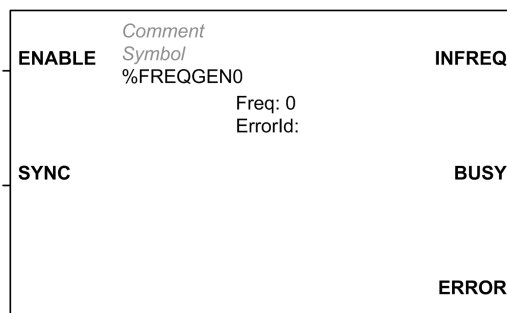 Comment
ENABLE
Symbol
INFREQ
%FREQGEN0
Freq: 0
ErrorId:
SYNC
BUSY
ERROR